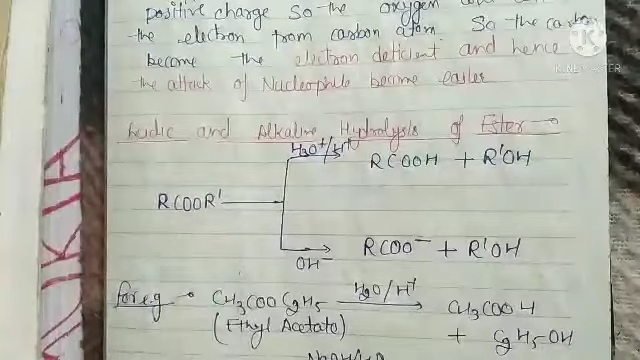 positive charge so the oxygen
the electron from carbon atom. So the carbon
become the electron deficient and hence
the attack of Nucleophile become easier
Acidic and Alkaline Hydrolysis of Ester
H3O+/H+
RCOOH + R'OH
RCOOR'
RCOO- + R'OH
OH-
for eg CH3COOC2H5 H2O/H+ CH3COOH
(Ethyl Acetate) + C2H5-OH
KINEMASTER